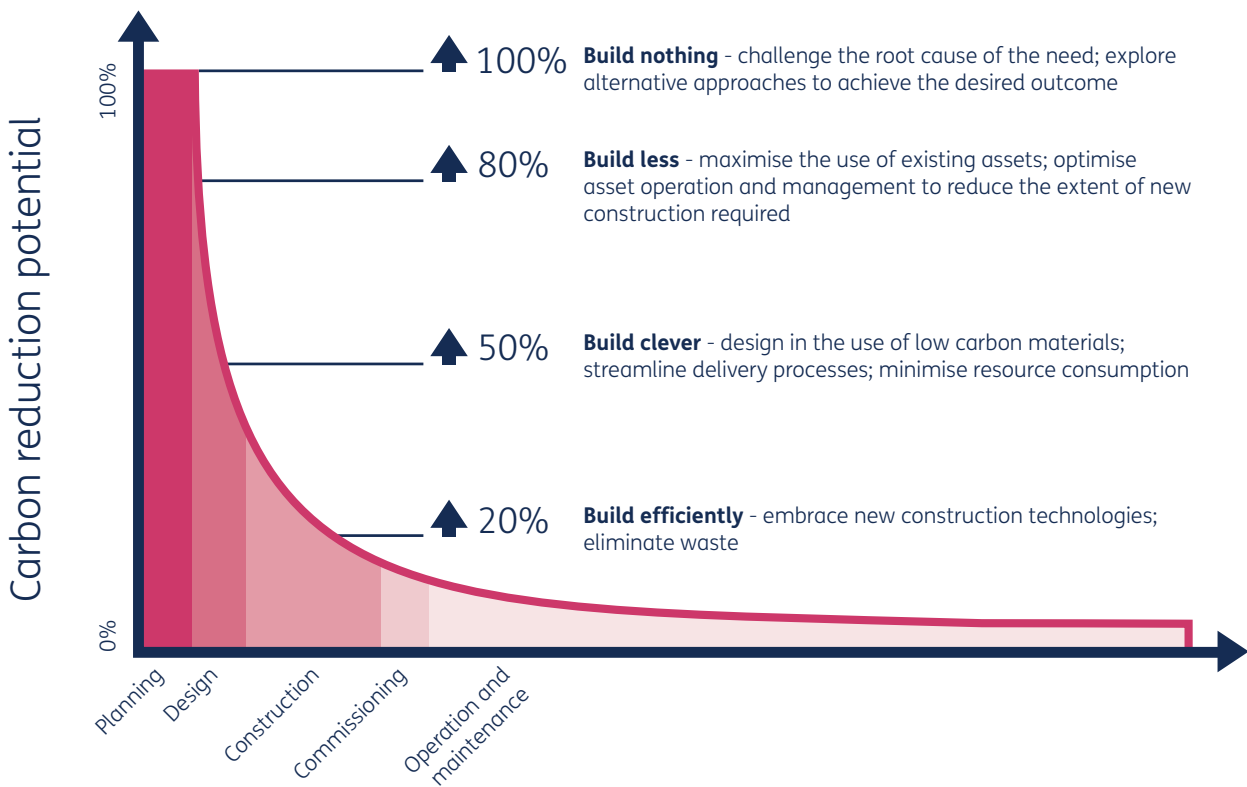 Carbon reduction potential
100%
0%
100%
Build nothing - challenge the root cause of the need; explore
alternative approaches to achieve the desired outcome
80%
Build less - maximise the use of existing assets; optimise
asset operation and management to reduce the extent of new
construction required
50%
Build clever - design in the use of low carbon materials;
streamline delivery processes; minimise resource consumption
20%
Build efficiently - embrace new construction technologies;
eliminate waste
Planning
Design
Construction
Commissioning
Operation and
maintenance